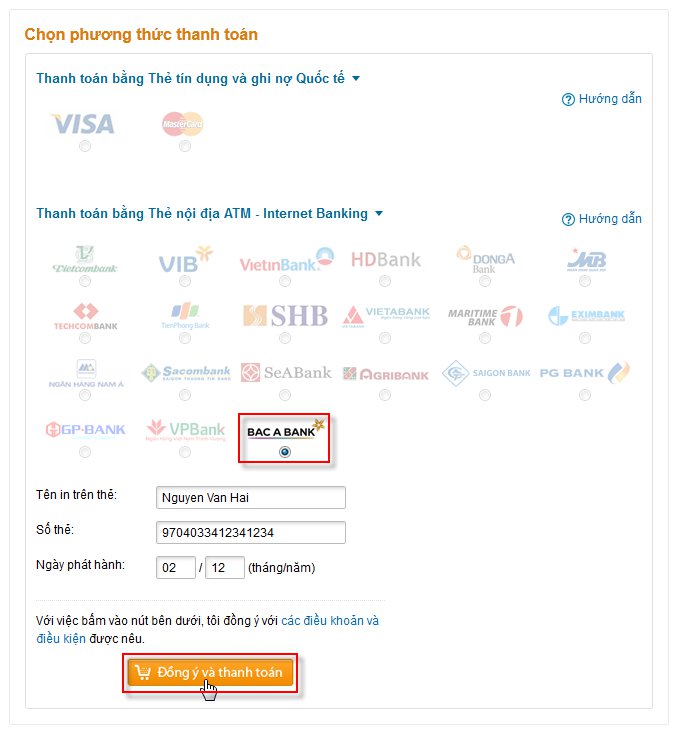 Chọn phương thức thanh toán
Thanh toán bằng Thẻ tín dụng và ghi nợ Quốc tế
Hướng dẫn
VISA MasterCard
Thanh toán bằng Thẻ nội địa ATM - Internet Banking
Hướng dẫn
Vietcombank VIB VietinBank HDBank DONGA Bank MB
TECHCOMBANK TienPhong Bank SHB VIETABANK MARITIME BANK EXIMBANK
NGÂN HÀNG NAM Á Sacombank SeABank AGRIBANK SAIGON BANK PG BANK
GP.BANK VPBank BAC A BANK
Tên in trên thẻ: Nguyen Van Hai
Số thẻ: 9704033412341234
Ngày phát hành: 02 / 12 (tháng/năm)
Với việc bấm vào nút bên dưới, tôi đồng ý với các điều khoản và
điều kiện được nêu.
Đồng ý và thanh toán